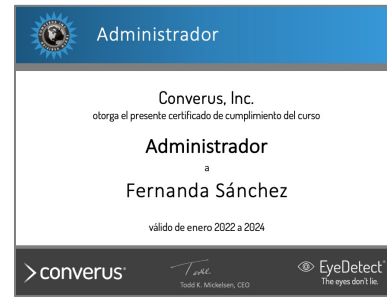 Administrador
Converus, Inc.
otorga el presente certificado de cumplimiento del curso
Administrador
a
Fernanda Sánchez
válido de enero 2022 a 2024
converus
Todd K. Mickelsen, CEO
EyeDetect
The eyes don't lie.